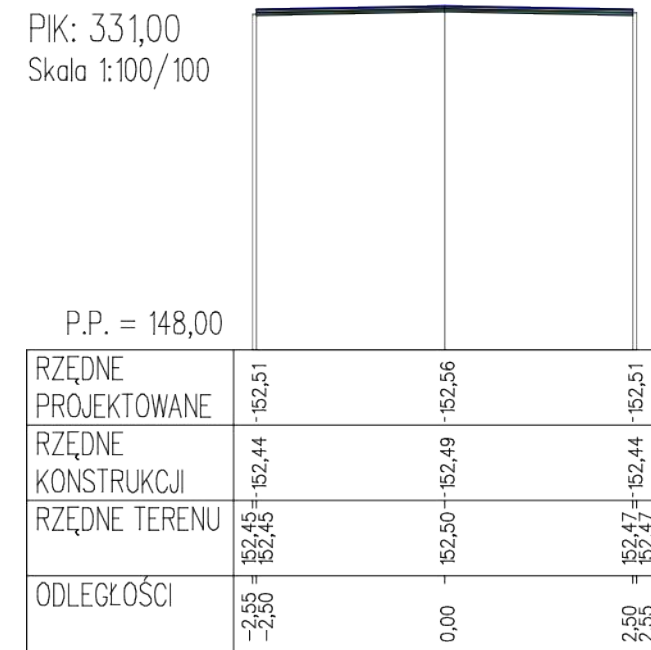 PIK: 331,00
Skala 1:100/100
P.P. = 148,00
RZĘDNE
PROJEKTOWANE
152,51
152,56
152,51
RZĘDNE
KONSTRUKCJI
152,44
152,49
152,44
RZĘDNE TERENU
152,45
152,45
152,50
152,47
152,47
ODLEGŁOŚCI
-2,55
-2,50
0,00
2,50
2,55